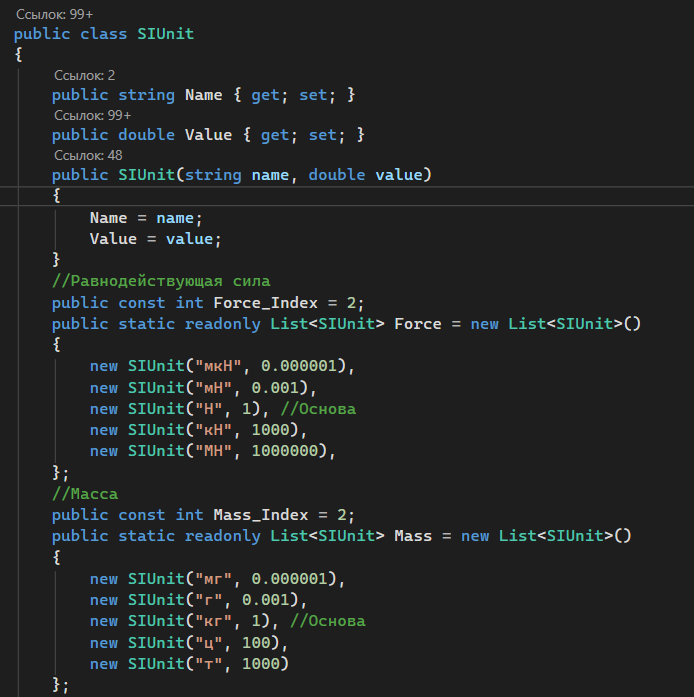 Ссылок: 99+
public class SIUnit
{
Ссылок: 2
public string Name { get; set; }
Ссылок: 99+
public double Value { get; set; }
Ссылок: 48
public SIUnit(string name, double value)
{
Name = name;
Value = value;
}
//Равнодействующая сила
public const int Force_Index = 2;
public static readonly List<SIUnit> Force = new List<SIUnit>()
{
new SIUnit("мкН", 0.000001),
new SIUnit("мН", 0.001),
new SIUnit("Н", 1), //Основа
new SIUnit("кН", 1000),
new SIUnit("МН", 1000000),
};
//Масса
public const int Mass_Index = 2;
public static readonly List<SIUnit> Mass = new List<SIUnit>()
{
new SIUnit("мг", 0.000001),
new SIUnit("г", 0.001),
new SIUnit("кг", 1), //Основа
new SIUnit("ц", 100),
new SIUnit("т", 1000)
};